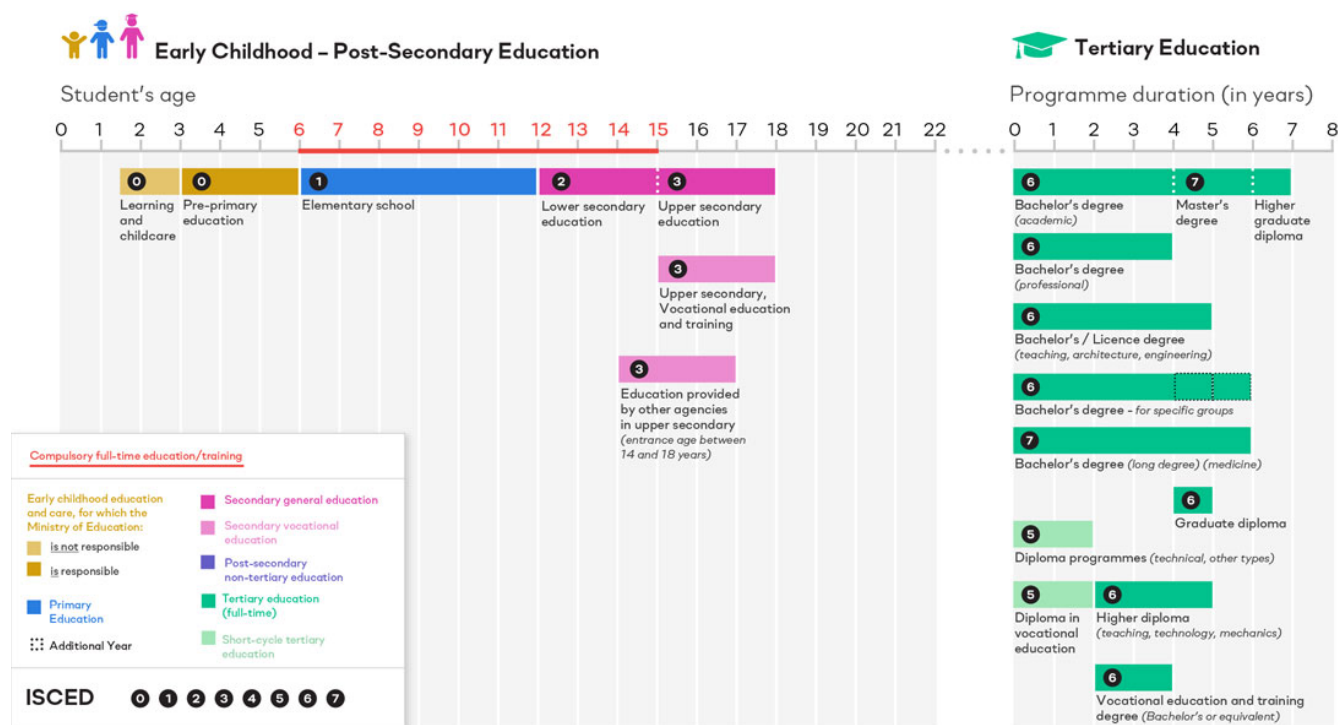 Early Childhood – Post-Secondary Education
Student's age
0 1 2 3 4 5 6 7 8 9 10 11 12 13 14 15 16 17 18 19 20 21 22
0
Learning
and
childcare
0
Pre-primary
education
1
Elementary school
2
Lower secondary
education
3
Upper secondary
education
3
Upper secondary,
Vocational education
and training
3
Education provided
by other agencies
in upper secondary
(entrance age between
14 and 18 years)
Tertiary Education
Programme duration (in years)
0 1 2 3 4 5 6 7 8
6
Bachelor's degree
(academic)
7
Master's
degree
Higher
graduate
diploma
6
Bachelor's degree
(professional)
6
Bachelor's / Licence degree
(teaching, architecture, engineering)
6
Bachelor's degree - for specific groups
7
Bachelor's degree (long degree) (medicine)
6
Graduate diploma
5
Diploma programmes (technical, other types)
5
Diploma in
vocational
education
6
Higher diploma
(teaching, technology, mechanics)
6
Vocational education and training
degree (Bachelor's or equivalent)
Compulsory full-time education/training
Early childhood education
and care, for which the
Ministry of Education:
is not responsible
is responsible
Primary
Education
Additional Year
Secondary general education
Secondary vocational
education
Post-secondary
non-tertiary education
Tertiary education
(full-time)
Short-cycle tertiary
education
ISCED 0 1 2 3 4 5 6 7